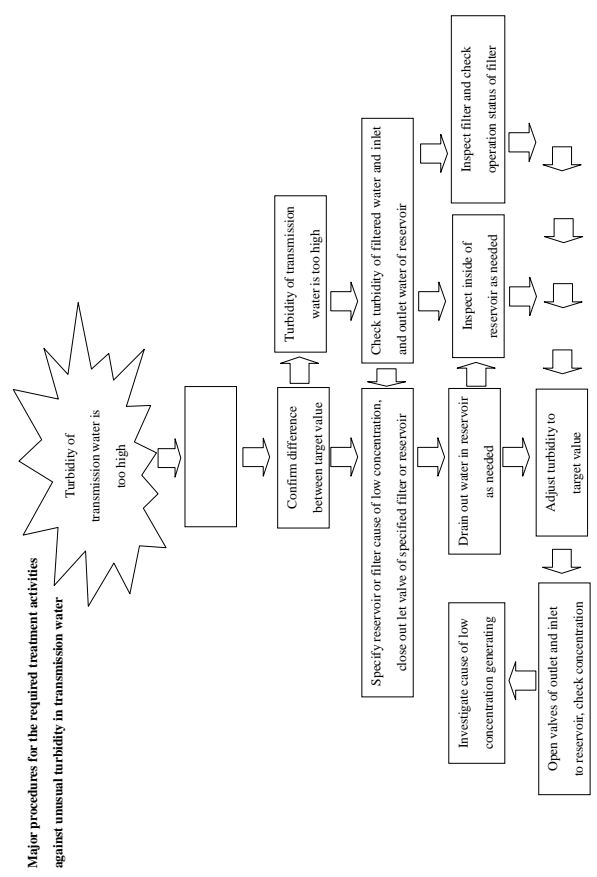 Major procedures for the required treatment activities
against unusual turbidity in transmission water
Turbidity of
transmission water is
too high
Confirm difference
between target value
Turbidity of transmission
water is too high
Specify reservoir or filter cause of low concentration,
close out let valve of specified filter or reservoir
Check turbidity of filtered water and inlet
and outlet water of reservoir
Investigate cause of low
concentration generating
Drain out water in reservoir
as needed
Inspect inside of
reservoir as needed
Inspect filter and check
operation status of filter
Open valves of outlet and inlet
to reservoir, check concentration
Adjust turbidity to
target value